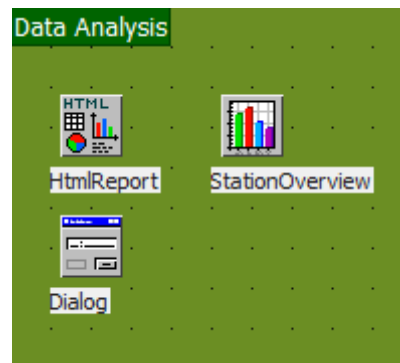 Data Analysis
HTML
HtmlReport
StationOverview
Dialog